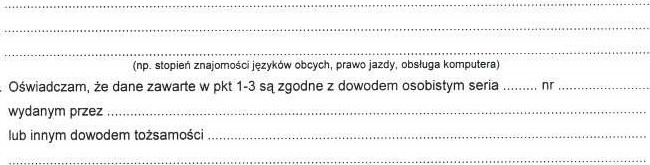 (np. stopień znajomości języków obcych, prawo jazdy, obsługa komputera)
. Oświadczam, że dane zawarte w pkt 1-3 są zgodne z dowodem osobistym seria ......... nr ........................
wydanym przez ................................................................................................
lub innym dowodem tożsamości ................................................................................